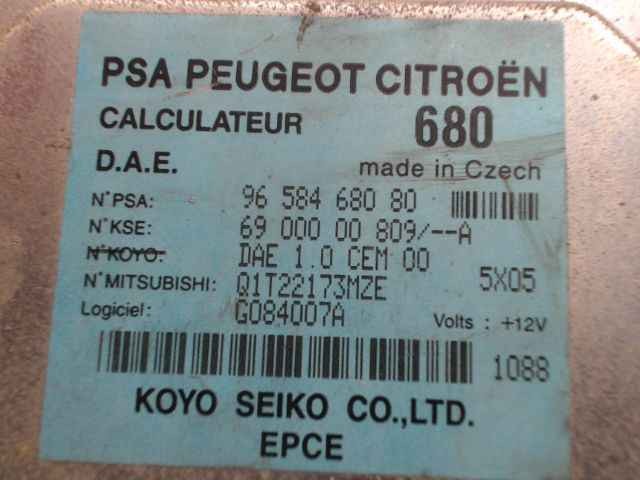 PSA PEUGEOT CITROËN
CALCULATEUR 680
D.A.E. made in Czech
N°PSA: 96 584 680 80
N°KSE: 69 000 00 809/--A
N°KOYO: DAE 1.0 CEM 00
N°MITSUBISHI: Q1T22173MZE 5X05
Logiciel: G084007A Volts : +12V
1088
KOYO SEIKO CO.,LTD.
EPCE